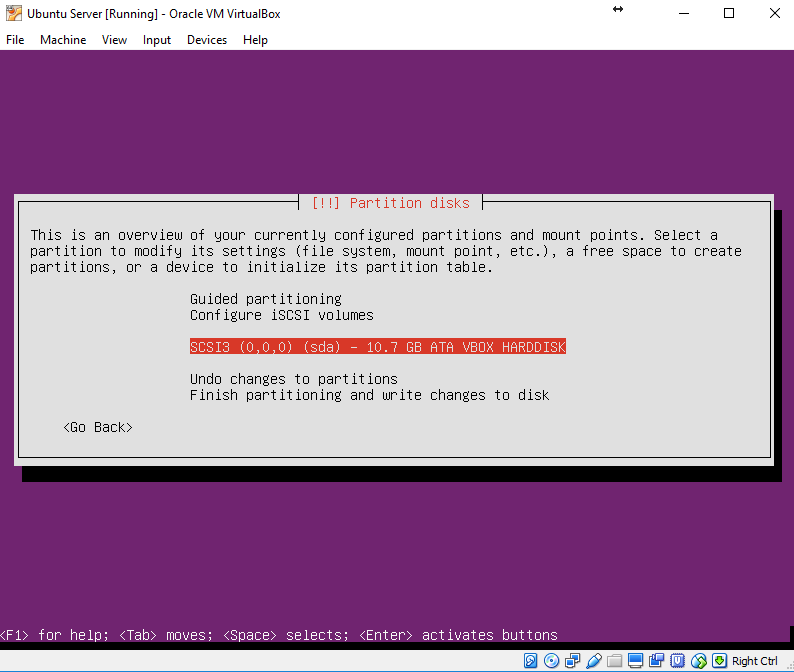 Ubuntu Server [Running] - Oracle VM VirtualBox
File Machine View Input Devices Help
[!!] Partition disks
This is an overview of your currently configured partitions and mount points. Select a
partition to modify its settings (file system, mount point, etc.), a free space to create
partitions, or a device to initialize its partition table.
Guided partitioning
Configure iSCSI volumes
SCSI3 (0,0,0) (sda) - 10.7 GB ATA VBOX HARDDISK
Undo changes to partitions
Finish partitioning and write changes to disk
<Go Back>
<F1> for help; <Tab> moves; <Space> selects; <Enter> activates buttons
Right Ctrl